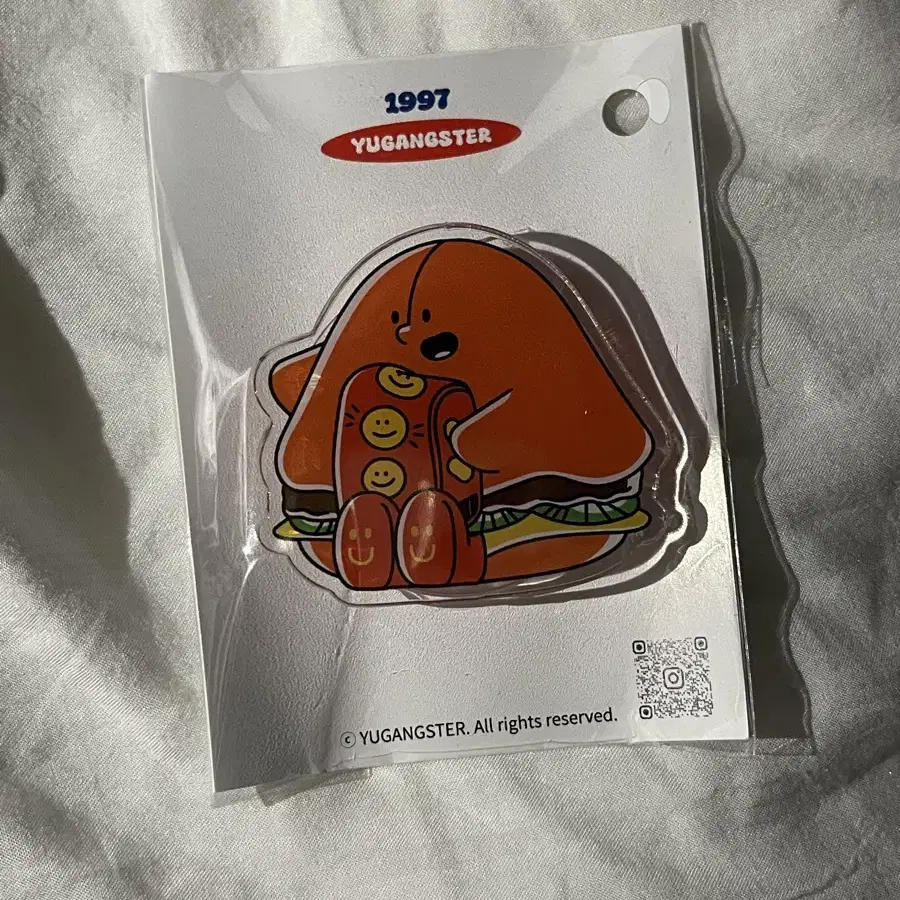 1997
YUGANGSTER
© YUGANGSTER. All rights reserved.